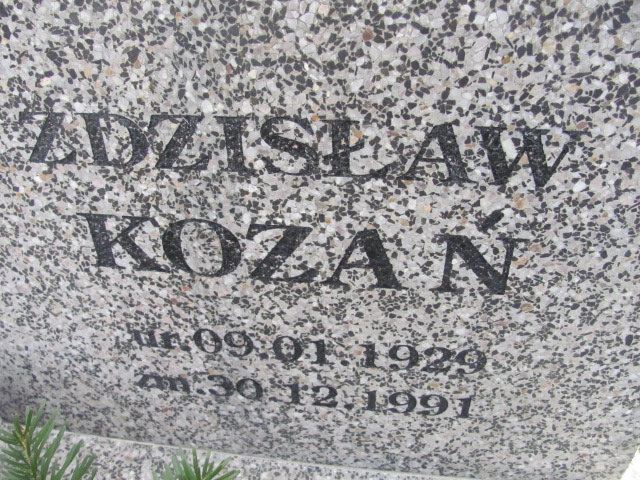 ZDZISŁAW
KOZAŃ
ur.09.01 1929
zm.30.12.1991